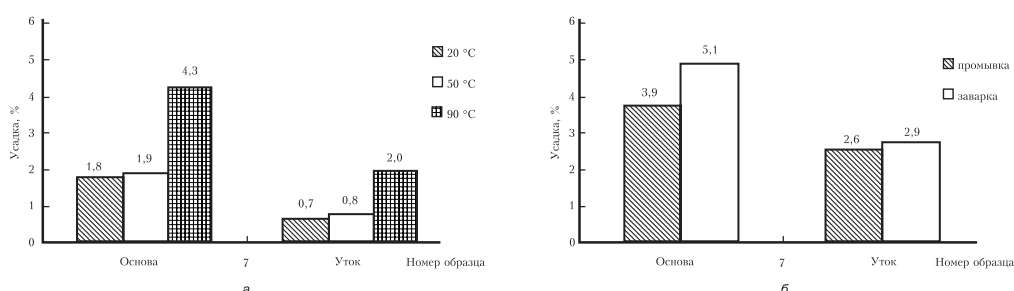 6
5
4
3
2
1
0
Усадка, %
1,8
1,9
4,3
0,7
0,8
2,0
20 °C
50 °C
90 °C
Основа
7
Уток
Номер образца
а
6
5
4
3
2
1
0
Усадка, %
3,9
5,1
2,6
2,9
промывка
заварка
Основа
7
Уток
Номер образца
б